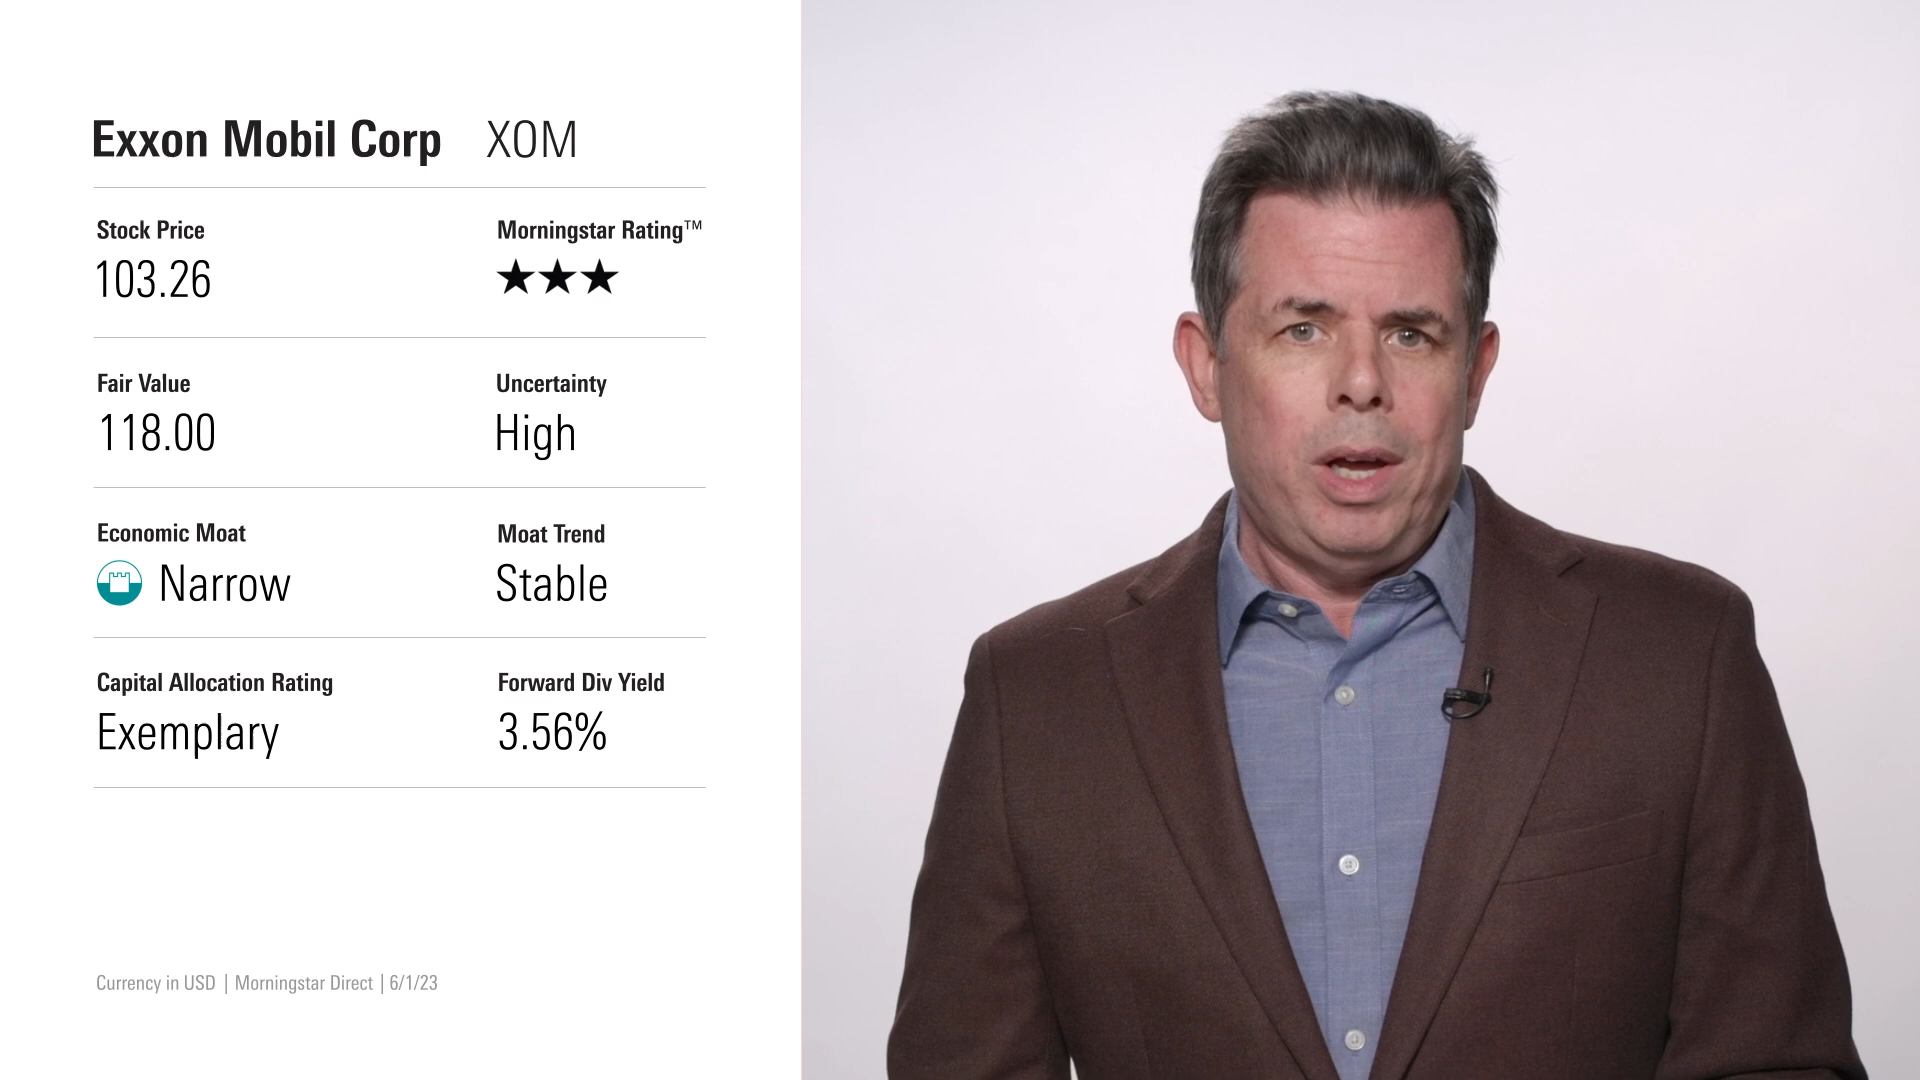 Exxon Mobil Corp XOM
Stock Price Morningstar Rating™
103.26 ★★★
Fair Value Uncertainty
118.00 High
Economic Moat Moat Trend
Narrow Stable
Capital Allocation Rating Forward Div Yield
Exemplary 3.56%
Currency in USD | Morningstar Direct | 6/1/23